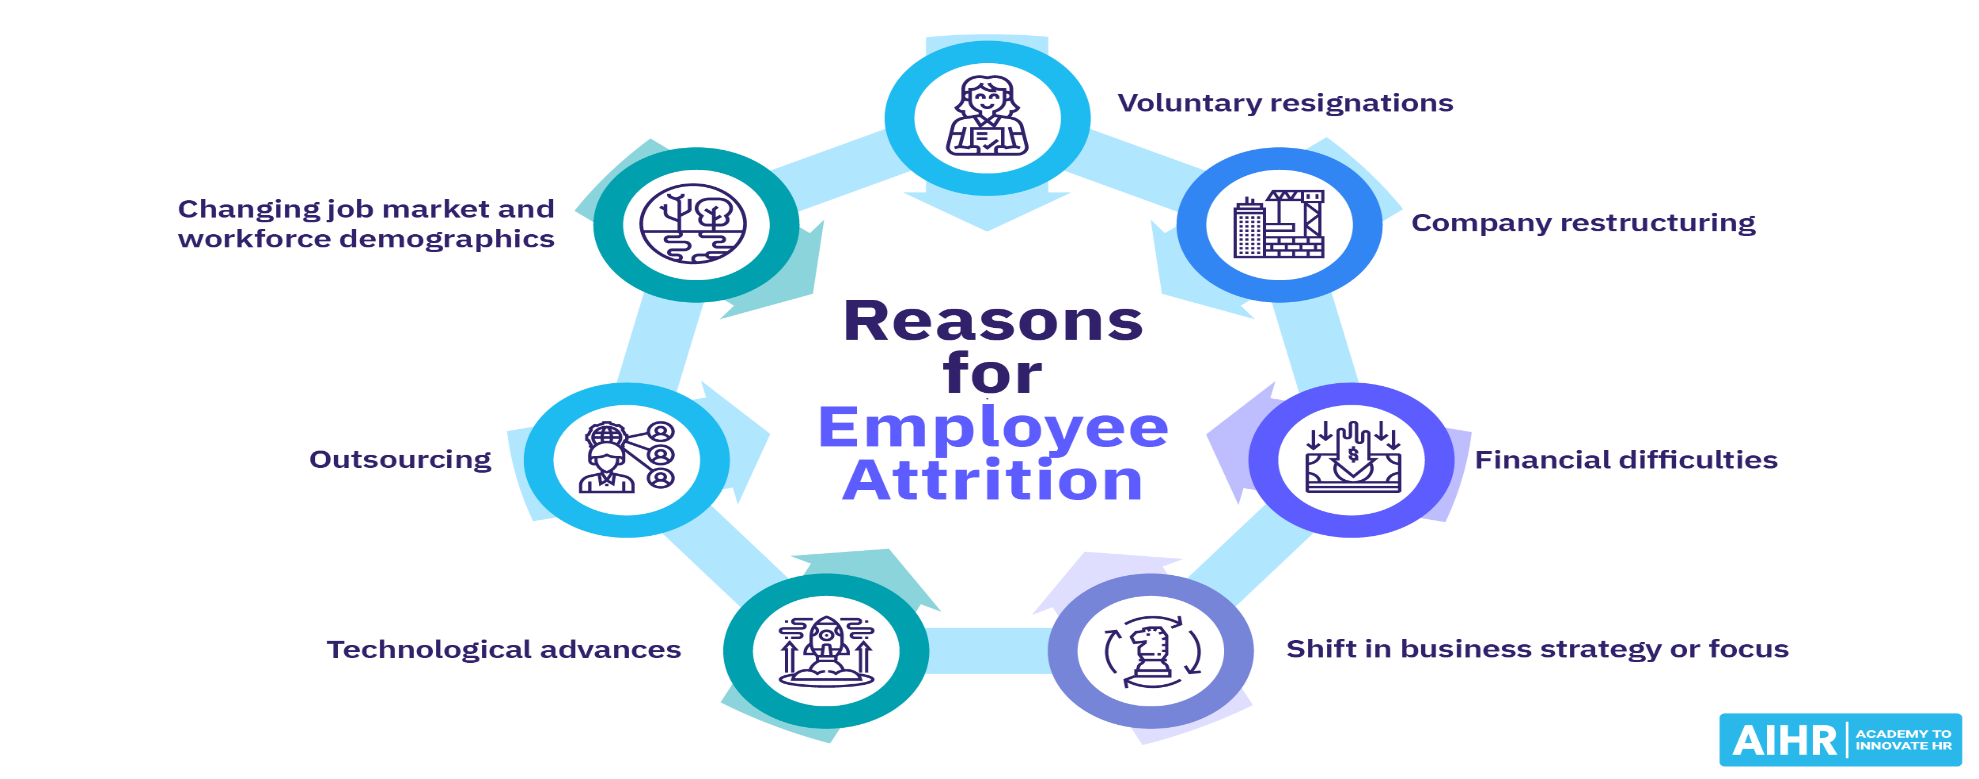 Reasons
for
Employee
Attrition
Voluntary resignations
Company restructuring
Financial difficulties
Shift in business strategy or focus
Technological advances
Outsourcing
Changing job market and
workforce demographics
$
AIHR
ACADEMY TO
INNOVATE HR